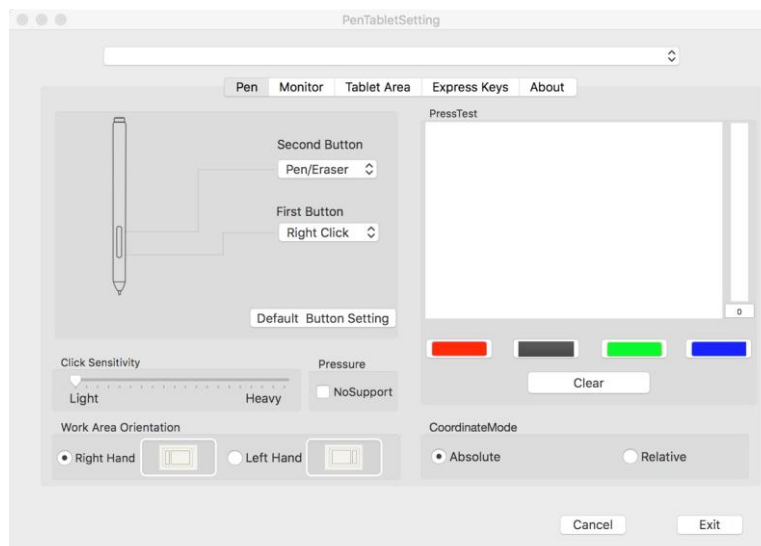 PenTabletSetting
Pen Monitor Tablet Area Express Keys About
Second Button
Pen/Eraser
First Button
Right Click
Default Button Setting
PressTest
0
Clear
Click Sensitivity
Light Heavy
Pressure
NoSupport
Work Area Orientation
Right Hand Left Hand
CoordinateMode
Absolute Relative
Cancel Exit